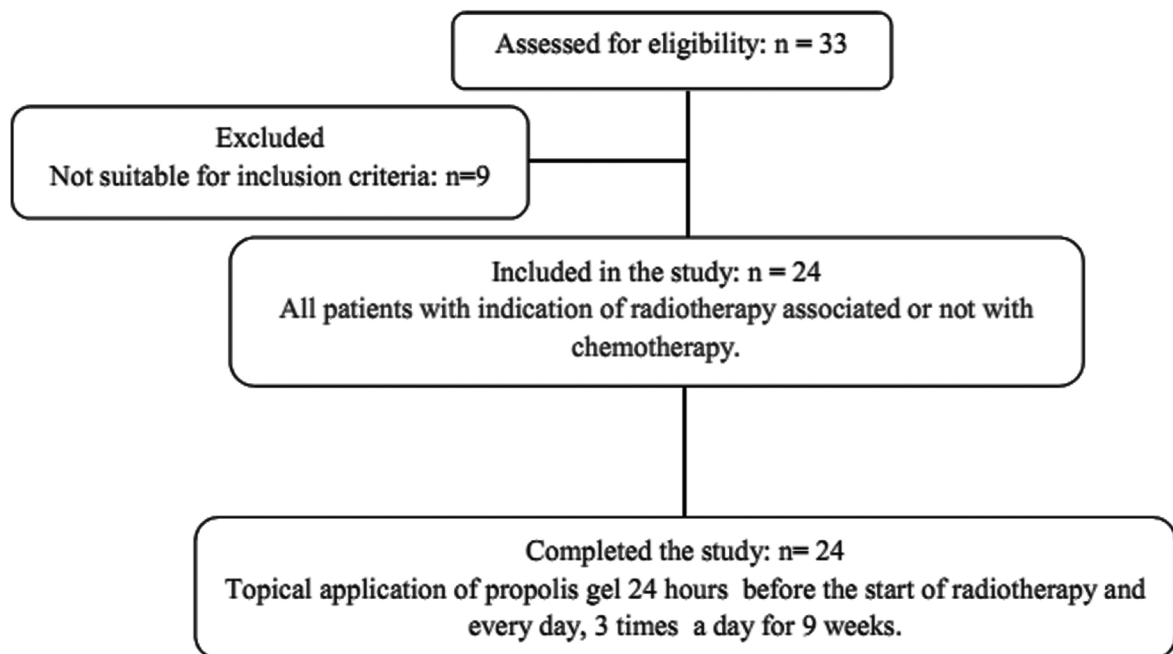 Assessed for eligibility: n = 33
Excluded
Not suitable for inclusion criteria: n=9
Included in the study: n = 24
All patients with indication of radiotherapy associated or not with
chemotherapy.
Completed the study: n= 24
Topical application of propolis gel 24 hours before the start of radiotherapy and
every day, 3 times a day for 9 weeks.